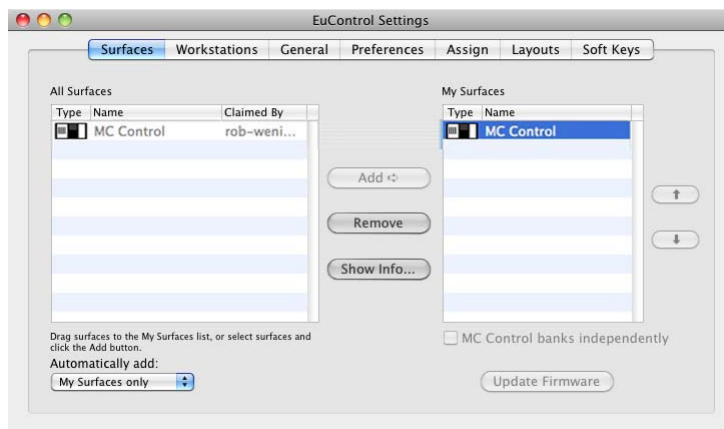 EuControl Settings
Surfaces Workstations General Preferences Assign Layouts Soft Keys
All Surfaces
My Surfaces
Type Name Claimed By
Type Name
MC Control rob-weni...
MC Control
Add
Remove
Show Info...
Drag surfaces to the My Surfaces list, or select surfaces and
click the Add button.
MC Control banks independently
Automatically add:
My Surfaces only
Update Firmware